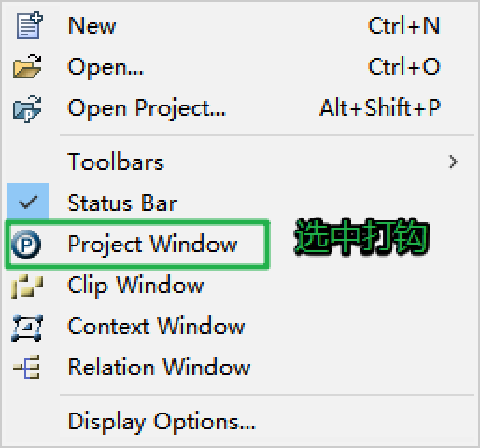 New Ctrl+N
Open... Ctrl+O
Open Project... Alt+Shift+P
Toolbars
Status Bar
Project Window 选中打钩
Clip Window
Context Window
Relation Window
Display Options...